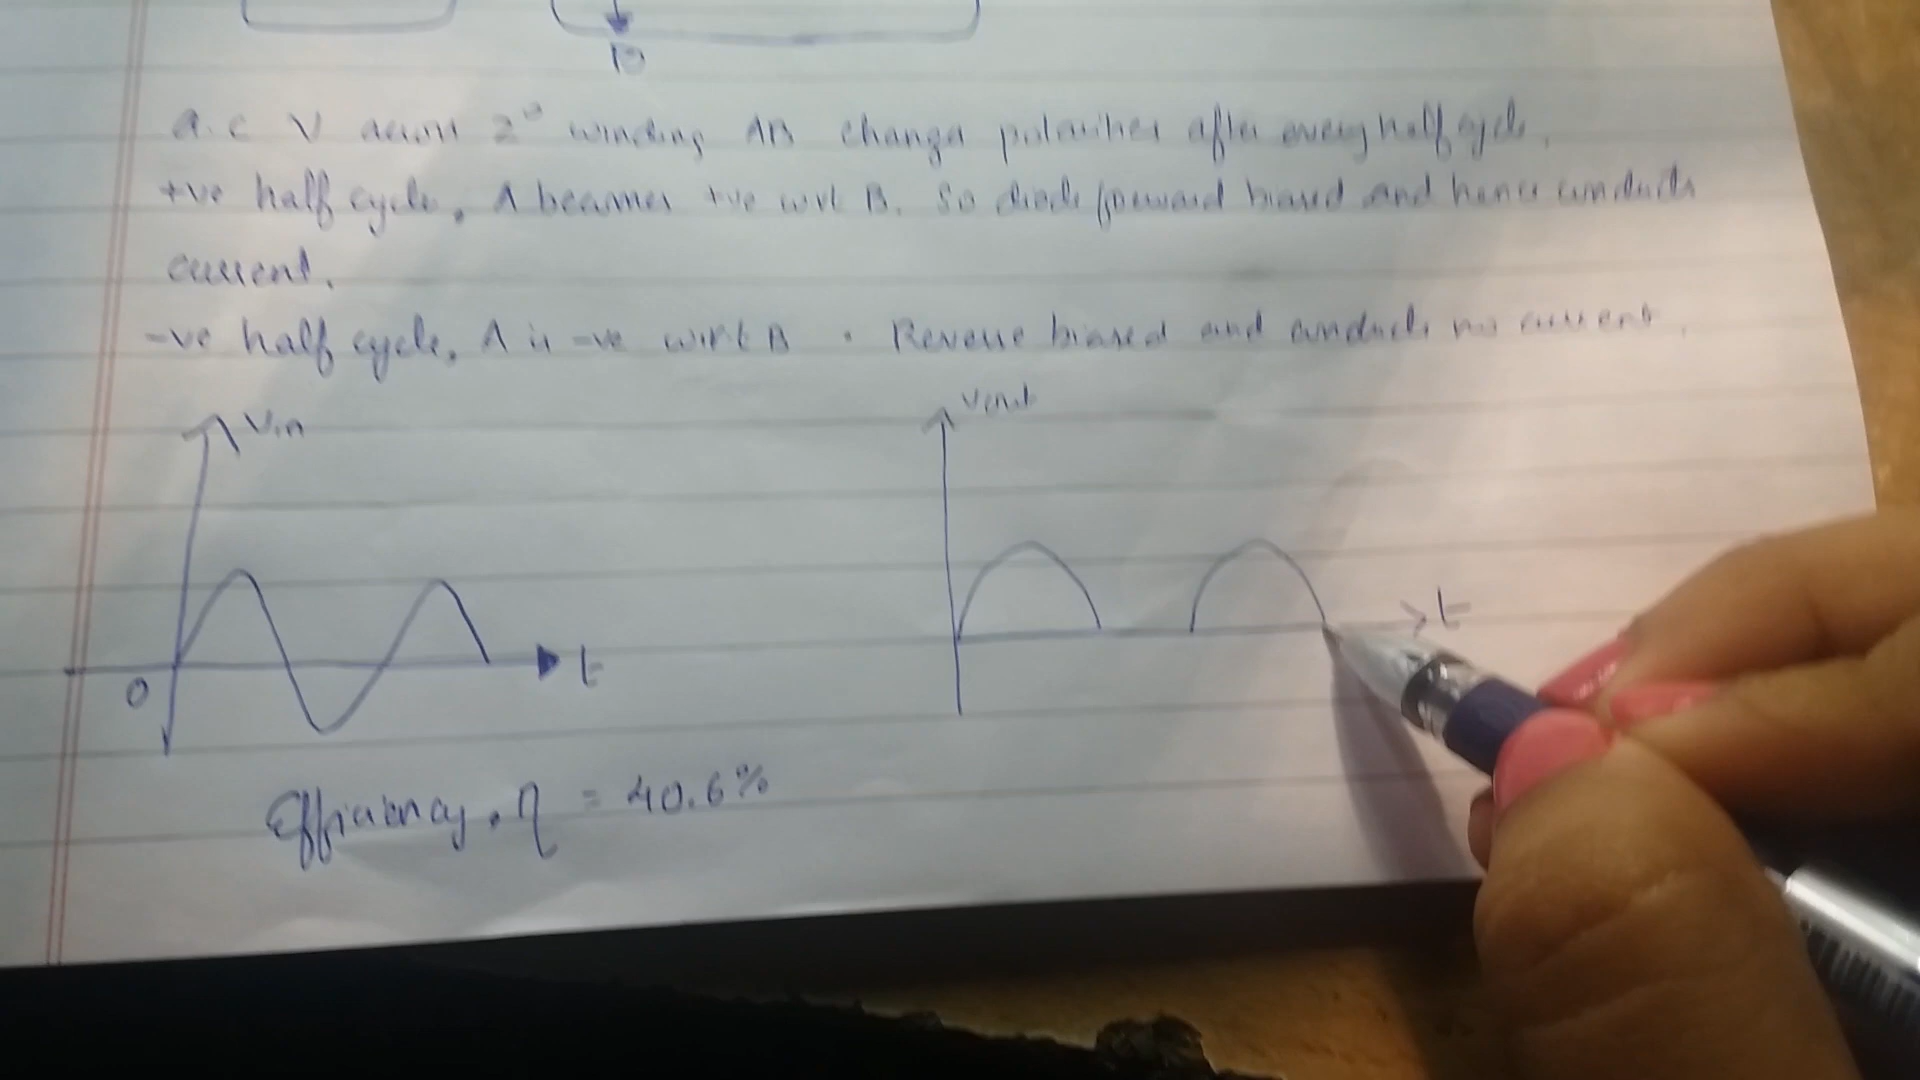 B
a.c V across 2° winding AB changes polarities after every half cycle.
+ve half cycle, A becomes +ve wrt B. So diode forward biased and hence conducts
current.
-ve half cycle, A is -ve wrt B. Reverse biased and conducts no current.
Vin
Vout
t
t
0
Efficiency, η = 40.6%